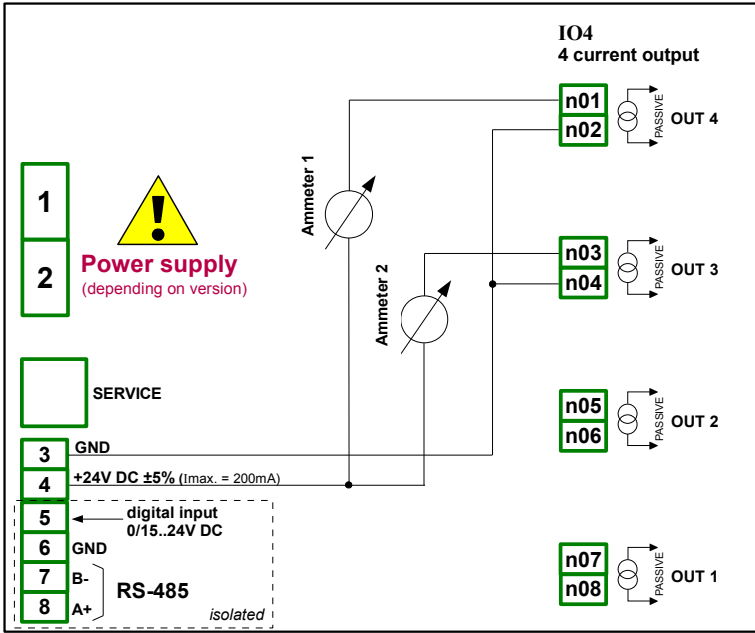 IO4
4 current output
n01
n02
PASSIVE
OUT 4
Ammeter 1
1
2
!
Power supply
(depending on version)
Ammeter 2
n03
n04
PASSIVE
OUT 3
SERVICE
n05
n06
PASSIVE
OUT 2
3 GND
4 +24V DC ±5% (Imax. = 200mA)
5 digital input
0/15..24V DC
6 GND
7 B-
8 A+
RS-485
isolated
n07
n08
PASSIVE
OUT 1